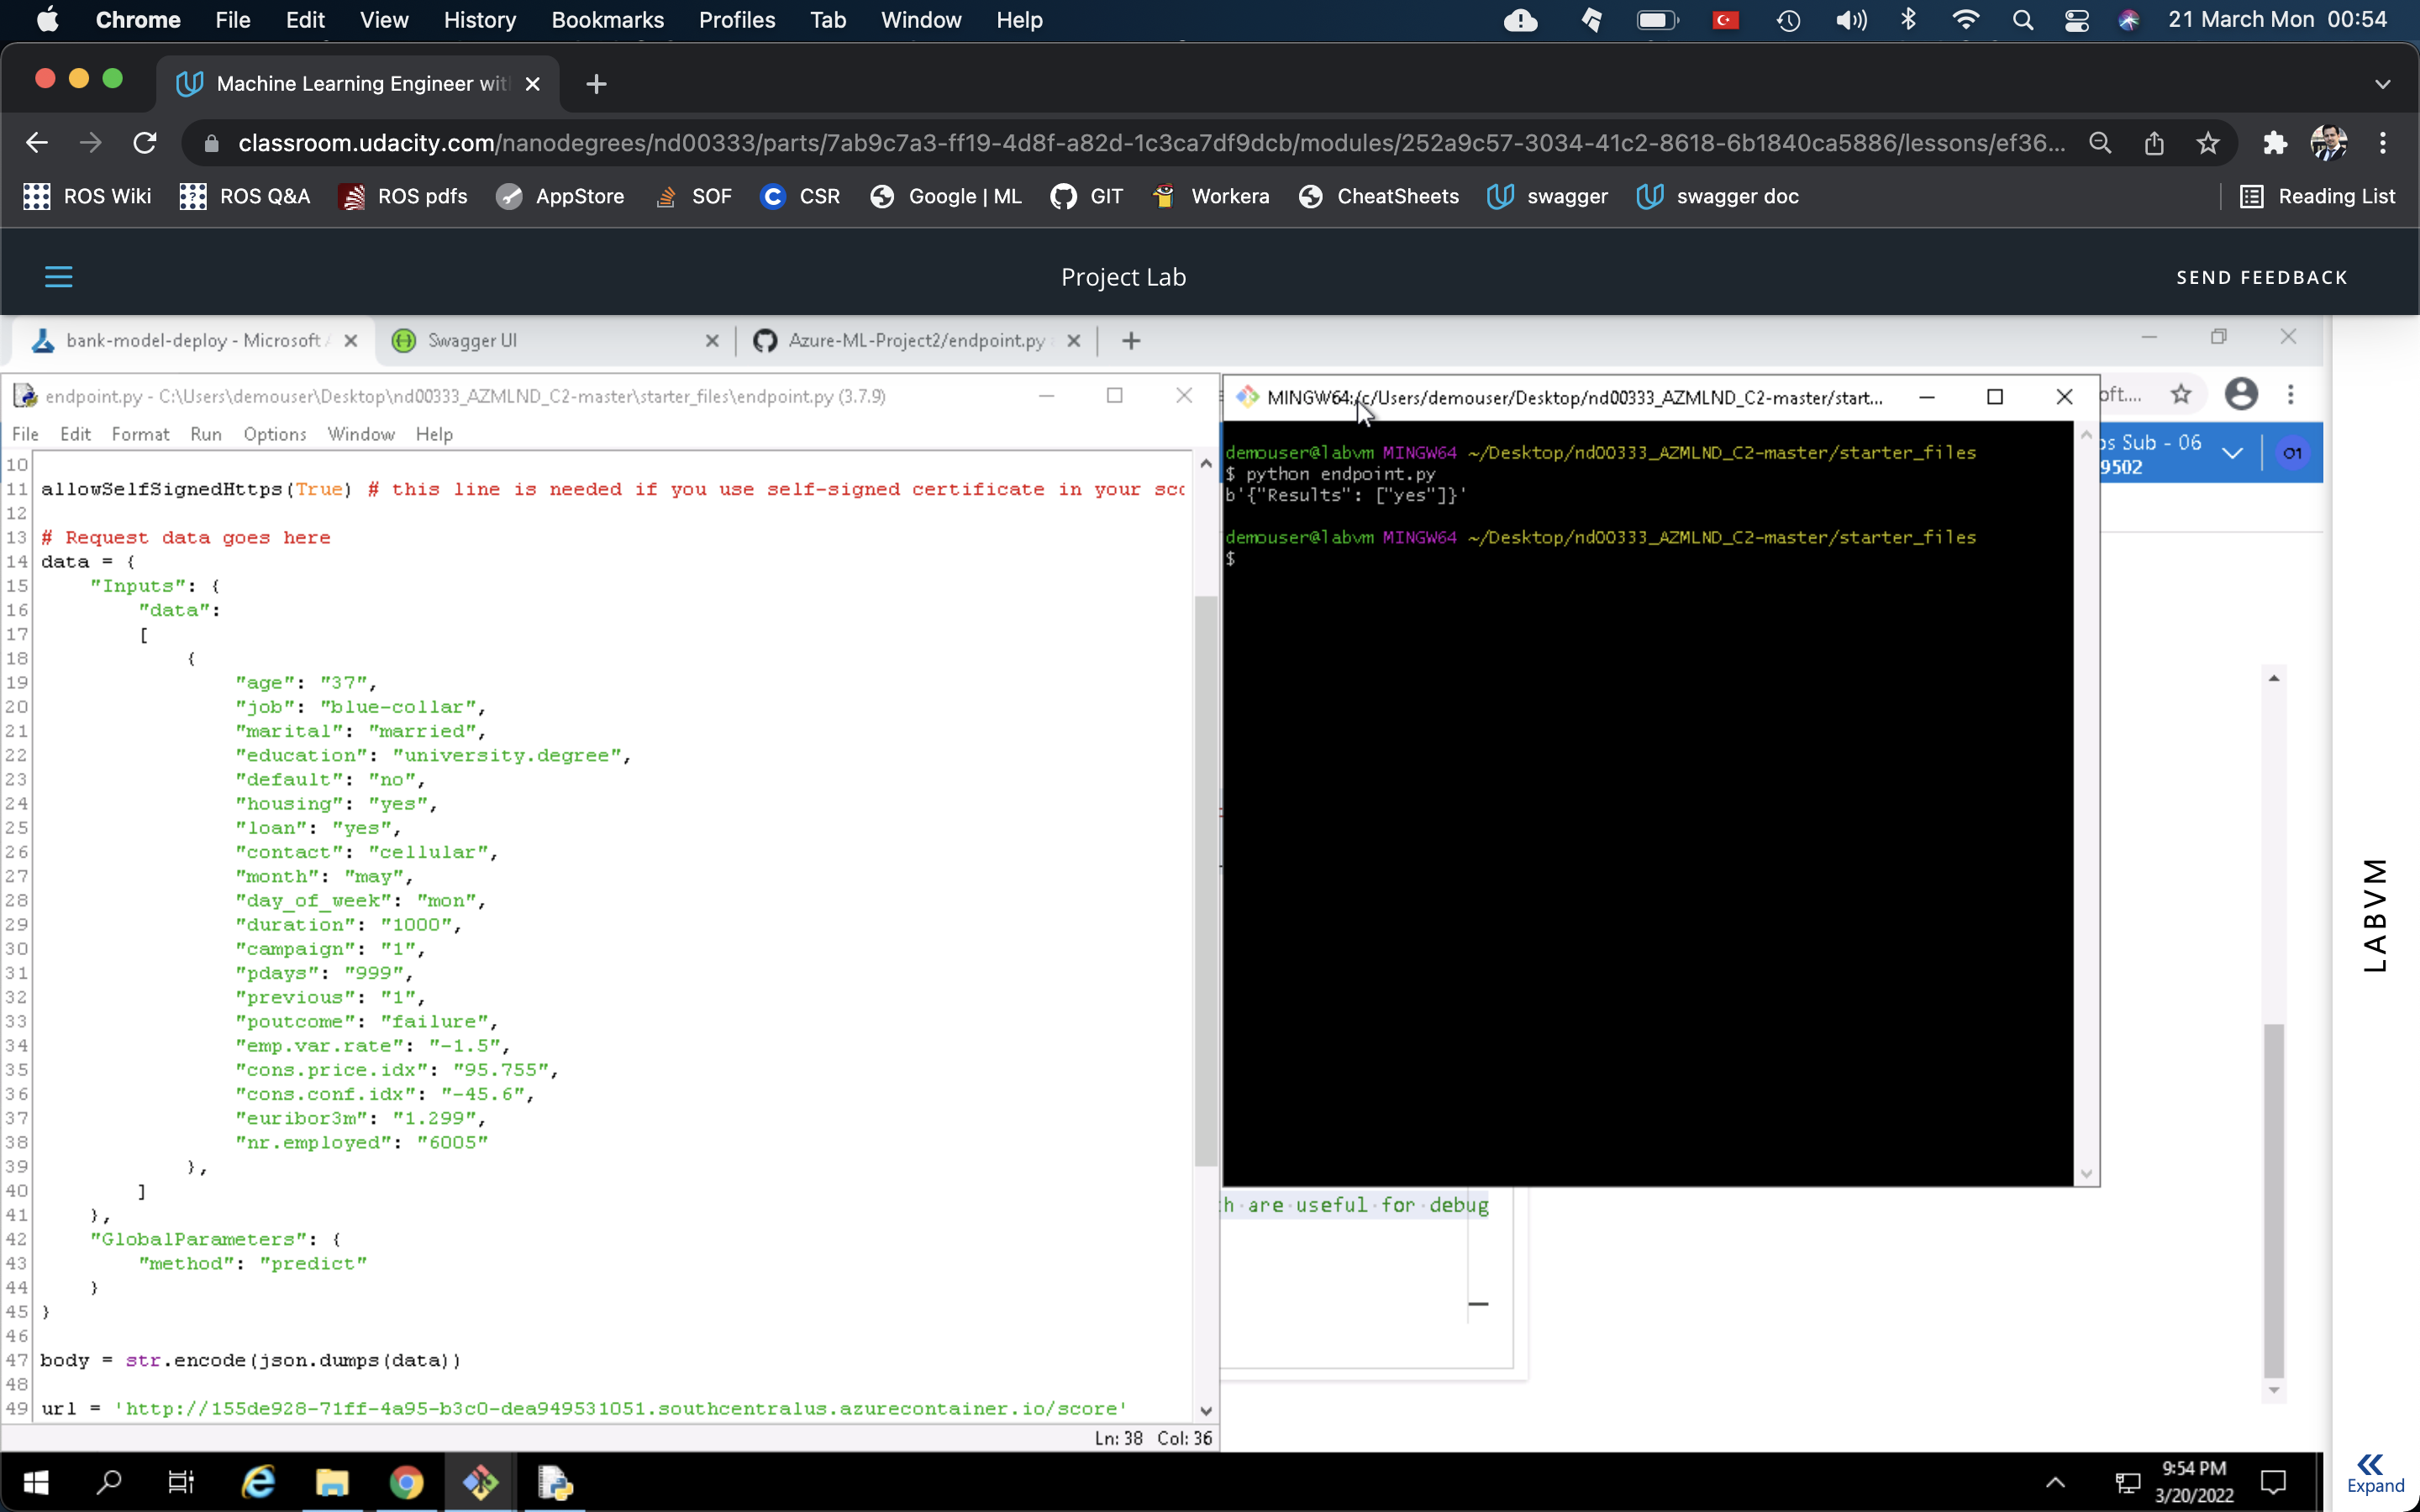 Chrome File Edit View History Bookmarks Profiles Tab Window Help 21 March Mon 00:54
Machine Learning Engineer wit
classroom.udacity.com/nanodegrees/nd00333/parts/7ab9c7a3-ff19-4d8f-a82d-1c3ca7df9dcb/modules/252a9c57-3034-41c2-8618-6b1840ca5886/lessons/ef36...
ROS Wiki ROS Q&A ROS pdfs AppStore SOF CSR Google | ML GIT Workera CheatSheets swagger swagger doc Reading List
Project Lab SEND FEEDBACK
bank-model-deploy - Microsoft Swagger UI Azure-ML-Project2/endpoint.py
endpoint.py - C:\Users\demouser\Desktop\nd00333_AZMLND_C2-master\starter_files\endpoint.py (3.7.9)
File Edit Format Run Options Window Help
10
11 allowSelfSignedHttps(True) # this line is needed if you use self-signed certificate in your sco
12
13 # Request data goes here
14 data = {
15 "Inputs": {
16 "data":
17 [
18 {
19 "age": "37",
20 "job": "blue-collar",
21 "marital": "married",
22 "education": "university.degree",
23 "default": "no",
24 "housing": "yes",
25 "loan": "yes",
26 "contact": "cellular",
27 "month": "may",
28 "day_of_week": "mon",
29 "duration": "1000",
30 "campaign": "1",
31 "pdays": "999",
32 "previous": "1",
33 "poutcome": "failure",
34 "emp.var.rate": "-1.5",
35 "cons.price.idx": "95.755",
36 "cons.conf.idx": "-45.6",
37 "euribor3m": "1.299",
38 "nr.employed": "6005"
39 },
40 ]
41 },
42 "GlobalParameters": {
43 "method": "predict"
44 }
45 }
46
47 body = str.encode(json.dumps(data))
48
49 url = 'http://155de928-71ff-4a95-b3c0-dea949531051.southcentralus.azurecontainer.io/score'
Ln: 38 Col: 36
MINGW64:/c/Users/demouser/Desktop/nd00333_AZMLND_C2-master/start...
demouser@labvm MINGW64 ~/Desktop/nd00333_AZMLND_C2-master/starter_files
$ python endpoint.py
b'{"Results": ["yes"]}'
demouser@labvm MINGW64 ~/Desktop/nd00333_AZMLND_C2-master/starter_files
$
oft....
os Sub - 06
9502
01
h are useful for debug
LABVM
Expand
9:54 PM
3/20/2022